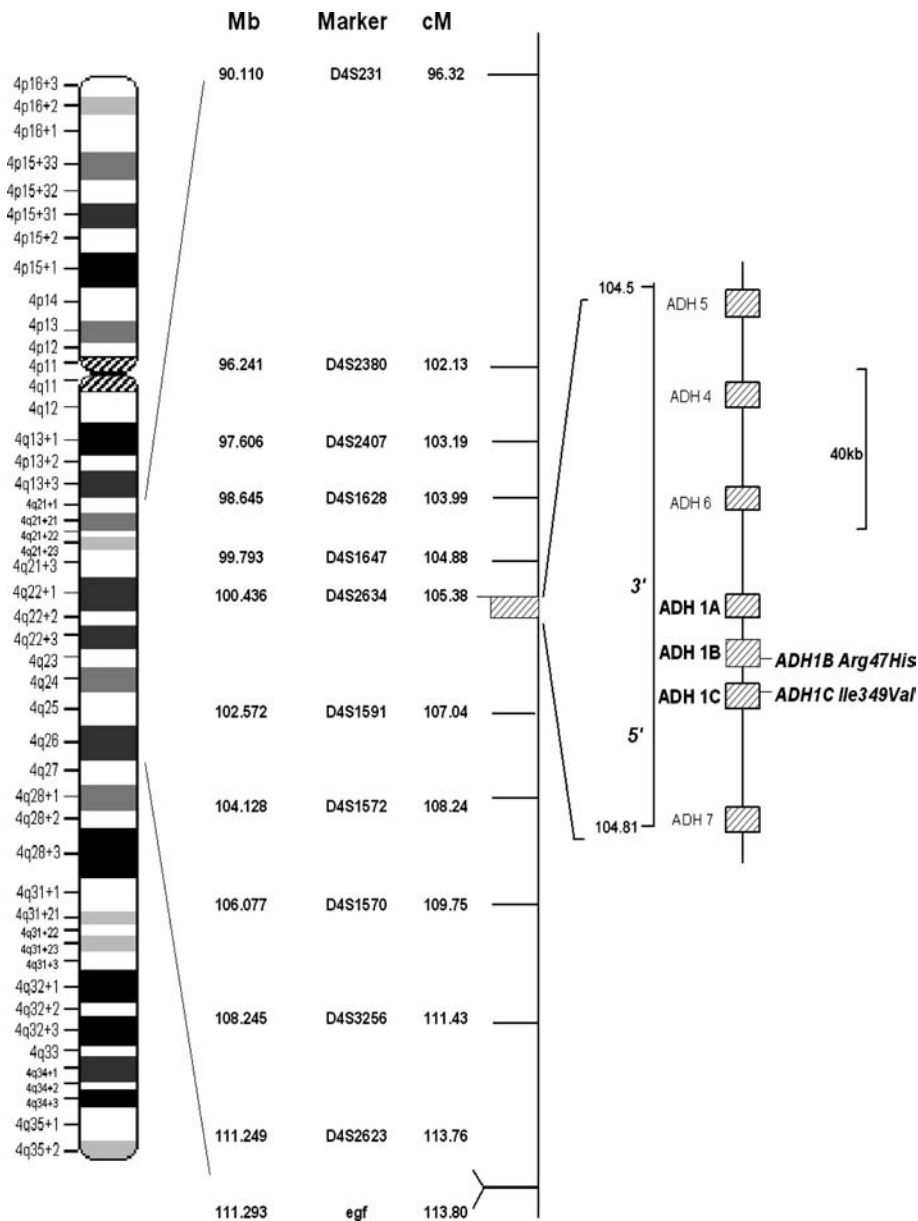 Mb Marker cM
90.110 D4S231 96.32
96.241 D4S2380 102.13
97.606 D4S2407 103.19
98.645 D4S1628 103.99
99.793 D4S1647 104.88
100.436 D4S2634 105.38
102.572 D4S1591 107.04
104.128 D4S1572 108.24
106.077 D4S1570 109.75
108.245 D4S3256 111.43
111.249 D4S2623 113.76
111.293 egf 113.80
4p16+3
4p16+2
4p16+1
4p15+33
4p15+32
4p15+31
4p15+2
4p15+1
4p14
4p13
4p12
4p11
4q11
4q12
4q13+1
4p13+2
4q13+3
4q21+1
4q21+21
4q21+22
4q21+23
4q21+3
4q22+1
4q22+2
4q22+3
4q23
4q24
4q25
4q26
4q27
4q28+1
4q28+2
4q28+3
4q31+1
4q31+21
4q31+22
4q31+23
4q31+3
4q32+1
4q32+2
4q32+3
4q33
4q34+1
4q34+2
4q34+3
4q35+1
4q35+2
104.5
3'
5'
104.81
ADH 5
ADH 4
ADH 6
ADH 1A
ADH 1B
ADH 1C
ADH 7
40kb
ADH1B Arg47His
ADH1C Ile349Val